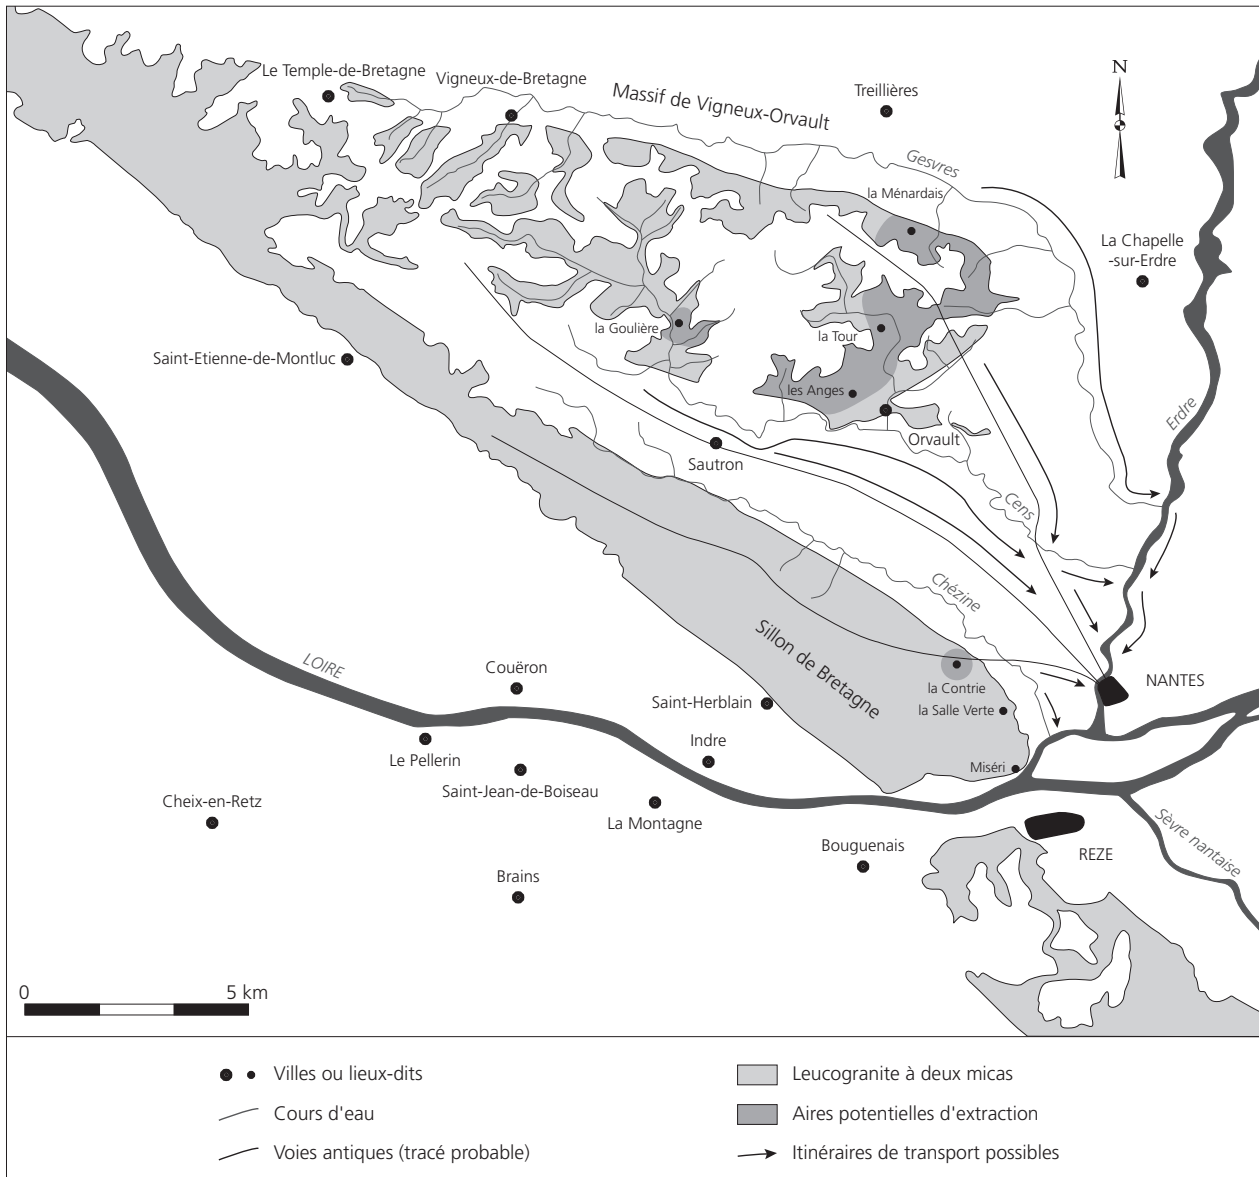 Le Temple-de-Bretagne
Vigneux-de-Bretagne
Massif de Vigneux-Orvault
Treillières
N
Gesvres
la Ménardais
La Chapelle
-sur-Erdre
la Goulière
la Tour
Saint-Etienne-de-Montluc
les Anges
Erdre
Orvault
Sautron
Cens
Chézine
LOIRE
Sillon de Bretagne
Couëron
la Contrie
NANTES
Saint-Herblain
la Salle Verte
Le Pellerin
Indre
Miséri
Saint-Jean-de-Boiseau
Cheix-en-Retz
La Montagne
Sèvre nantaise
Bouguenais
REZE
Brains
0 5 km
Villes ou lieux-dits
Cours d'eau
Voies antiques (tracé probable)
Leucogranite à deux micas
Aires potentielles d'extraction
Itinéraires de transport possibles